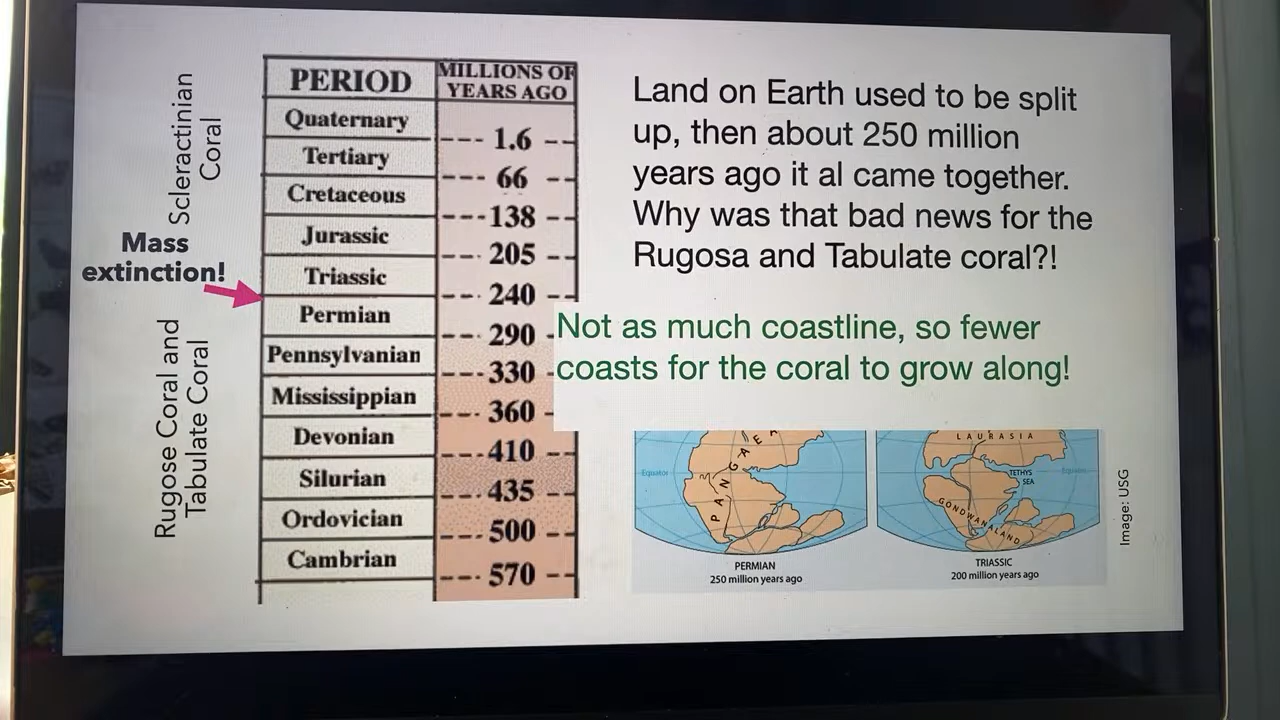 Scleractinian
Coral
Mass
extinction!
Rugose Coral and
Tabulate Coral
PERIOD
MILLIONS OF
YEARS AGO
Quaternary
--- 1.6 --
Tertiary
--- 66 --
Cretaceous
--- 138 --
Jurassic
--- 205 --
Triassic
--- 240 --
Permian
--- 290 -
Pennsylvanian
--- 330 -
Mississippian
--- 360 -
Devonian
--- 410 --
Silurian
--- 435 --
Ordovician
--- 500 --
Cambrian
--- 570 --
Land on Earth used to be split
up, then about 250 million
years ago it al came together.
Why was that bad news for the
Rugosa and Tabulate coral?!
Not as much coastline, so fewer
coasts for the coral to grow along!
Equator
PANGAE
PERMIAN
250 million years ago
LAURASIA
TETHYS
SEA
Equator
GONDWANALAND
TRIASSIC
200 million years ago
Image: USG